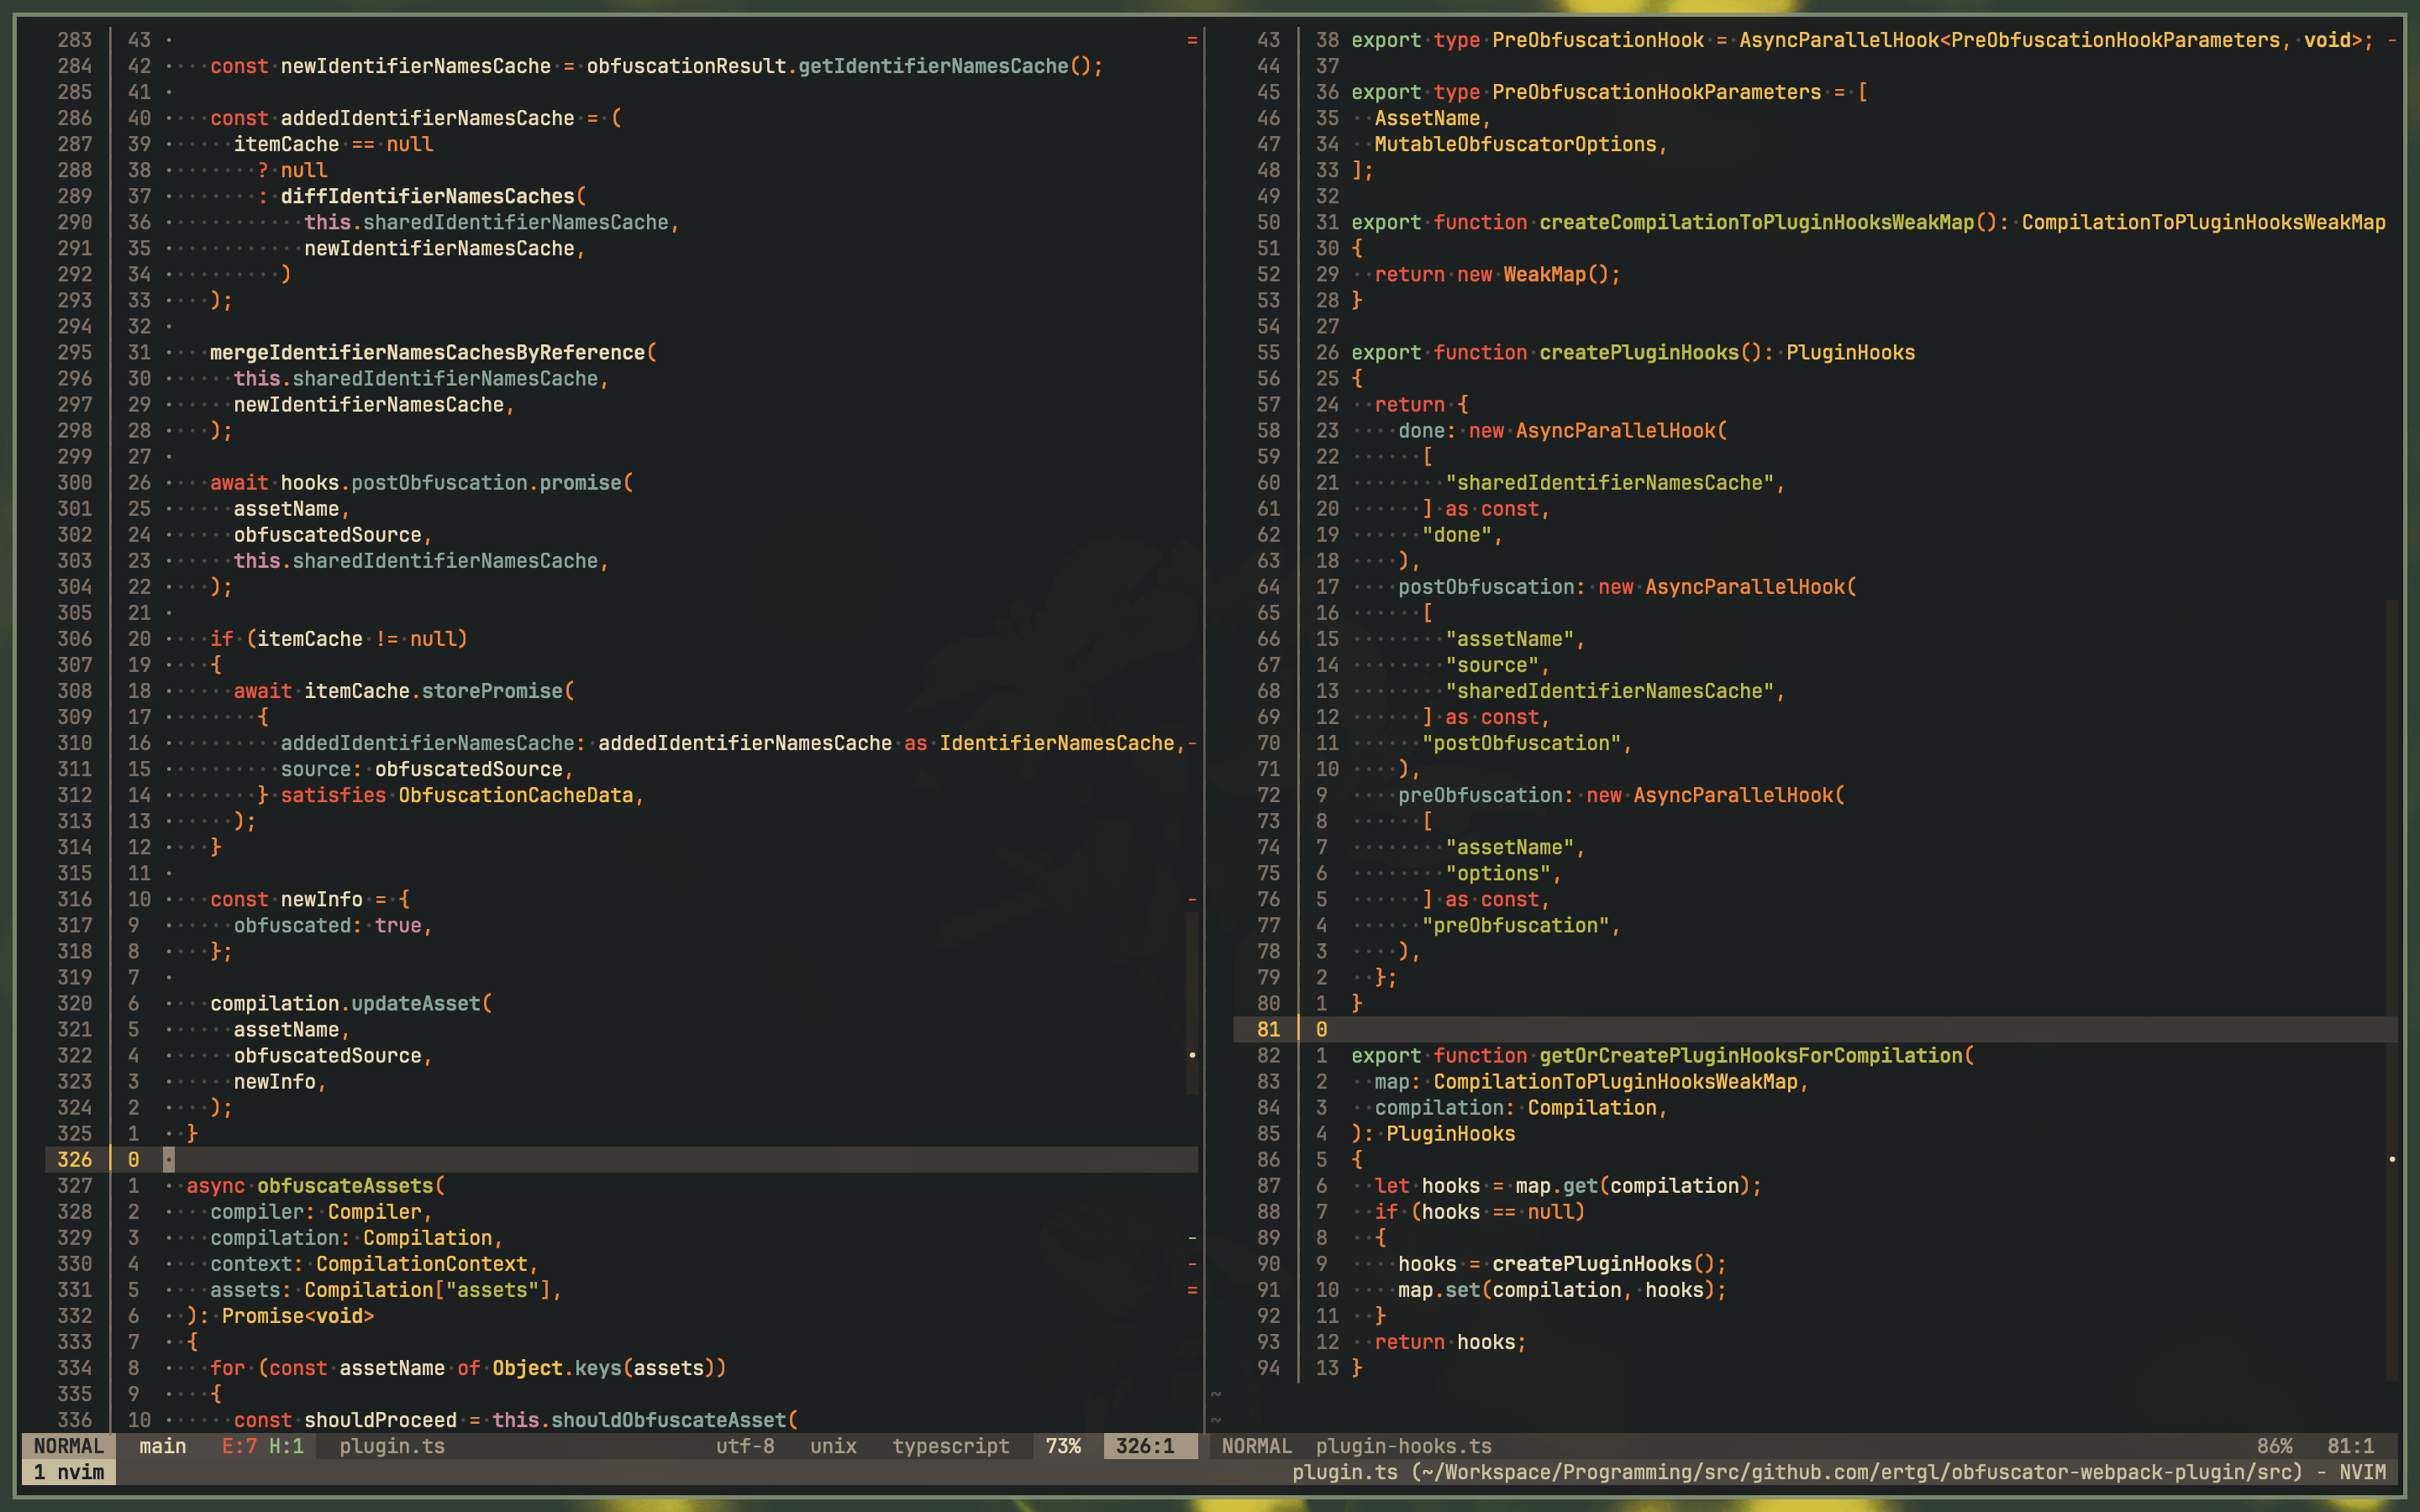 283 43
284 42 const newIdentifierNamesCache = obfuscationResult.getIdentifierNamesCache();
285 41
286 40 const addedIdentifierNamesCache = (
287 39 itemCache == null
288 38 ? null
289 37 : diffIdentifierNamesCaches(
290 36 this.sharedIdentifierNamesCache,
291 35 newIdentifierNamesCache,
292 34 )
293 33 );
294 32
295 31 mergeIdentifierNamesCachesByReference(
296 30 this.sharedIdentifierNamesCache,
297 29 newIdentifierNamesCache,
298 28 );
299 27
300 26 await hooks.postObfuscation.promise(
301 25 assetName,
302 24 obfuscatedSource,
303 23 this.sharedIdentifierNamesCache,
304 22 );
305 21
306 20 if (itemCache != null)
307 19 {
308 18 await itemCache.storePromise(
309 17 {
310 16 addedIdentifierNamesCache: addedIdentifierNamesCache as IdentifierNamesCache,
311 15 source: obfuscatedSource,
312 14 } satisfies ObfuscationCacheData,
313 13 );
314 12 }
315 11
316 10 const newInfo = {
317 9 obfuscated: true,
318 8 };
319 7
320 6 compilation.updateAsset(
321 5 assetName,
322 4 obfuscatedSource,
323 3 newInfo,
324 2 );
325 1 }
326 0
327 1 async obfuscateAssets(
328 2 compiler: Compiler,
329 3 compilation: Compilation,
330 4 context: CompilationContext,
331 5 assets: Compilation["assets"],
332 6 ): Promise<void>
333 7 {
334 8 for (const assetName of Object.keys(assets))
335 9 {
336 10 const shouldProceed = this.shouldObfuscateAsset(
43 38 export type PreObfuscationHook = AsyncParallelHook<PreObfuscationHookParameters, void>;
44 37
45 36 export type PreObfuscationHookParameters = [
46 35 AssetName,
47 34 MutableObfuscatorOptions,
48 33 ];
49 32
50 31 export function createCompilationToPluginHooksWeakMap(): CompilationToPluginHooksWeakMap
51 30 {
52 29 return new WeakMap();
53 28 }
54 27
55 26 export function createPluginHooks(): PluginHooks
56 25 {
57 24 return {
58 23 done: new AsyncParallelHook(
59 22 [
60 21 "sharedIdentifierNamesCache",
61 20 ] as const,
62 19 "done",
63 18 ),
64 17 postObfuscation: new AsyncParallelHook(
65 16 [
66 15 "assetName",
67 14 "source",
68 13 "sharedIdentifierNamesCache",
69 12 ] as const,
70 11 "postObfuscation",
71 10 ),
72 9 preObfuscation: new AsyncParallelHook(
73 8 [
74 7 "assetName",
75 6 "options",
76 5 ] as const,
77 4 "preObfuscation",
78 3 ),
79 2 };
80 1 }
81 0
82 1 export function getOrCreatePluginHooksForCompilation(
83 2 map: CompilationToPluginHooksWeakMap,
84 3 compilation: Compilation,
85 4 ): PluginHooks
86 5 {
87 6 let hooks = map.get(compilation);
88 7 if (hooks == null)
89 8 {
90 9 hooks = createPluginHooks();
91 10 map.set(compilation, hooks);
92 11 }
93 12 return hooks;
94 13 }
~
~
NORMAL main E:7 H:1 plugin.ts utf-8 unix typescript 73% 326:1 NORMAL plugin-hooks.ts 86% 81:1
1 nvim plugin.ts (~/Workspace/Programming/src/github.com/ertgl/obfuscator-webpack-plugin/src) - NVIM